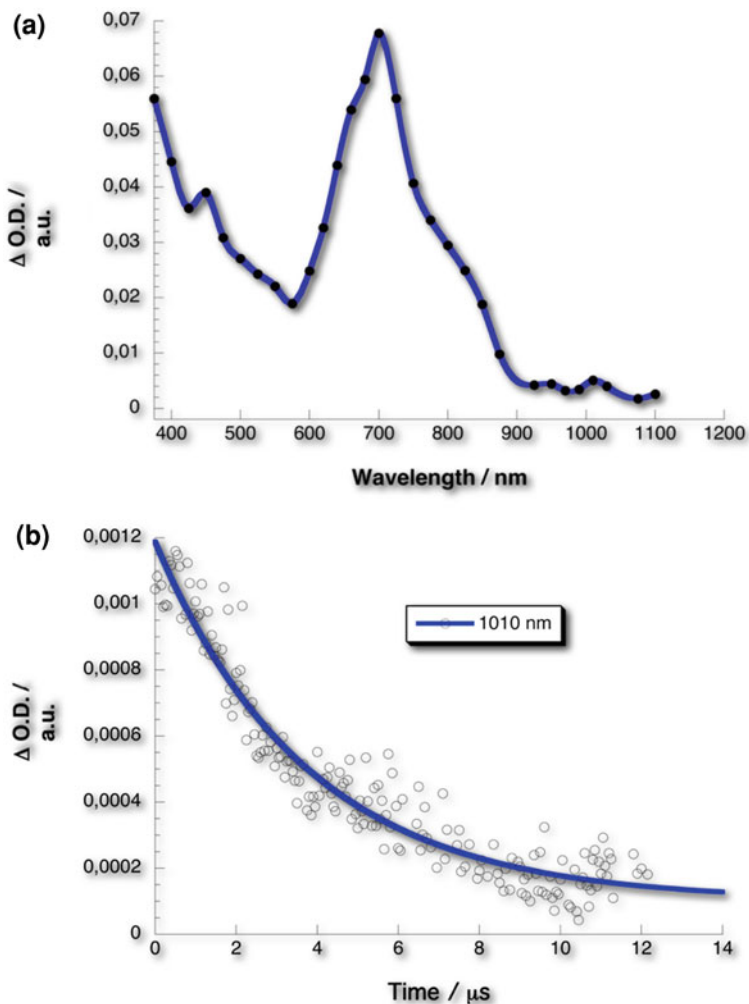 (a)
0,07
0,06
0,05
0,04
0,03
0,02
0,01
0
Δ O.D. /
a.u.
400 500 600 700 800 900 1000 1100 1200
Wavelength / nm
(b)
0,0012
0,001
0,0008
0,0006
0,0004
0,0002
0
Δ O.D. /
a.u.
1010 nm
0 2 4 6 8 10 12 14
Time / μs